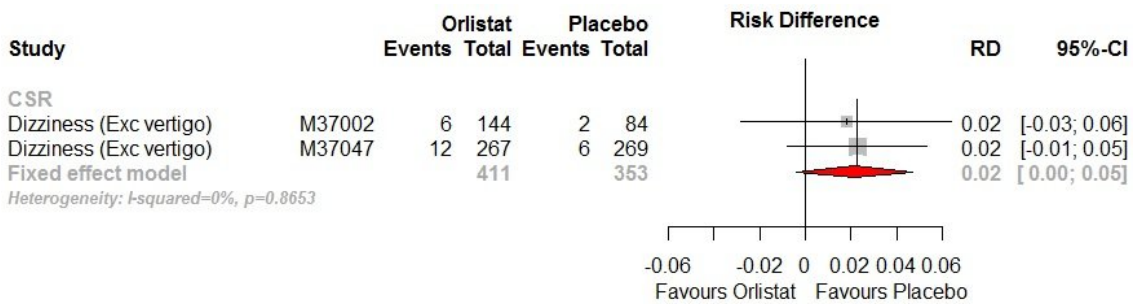 Orlistat Placebo Risk Difference
Study Events Total Events Total RD 95%-CI
CSR
Dizziness (Exc vertigo) M37002 6 144 2 84 0.02 [-0.03; 0.06]
Dizziness (Exc vertigo) M37047 12 267 6 269 0.02 [-0.01; 0.05]
Fixed effect model 411 353 0.02 [ 0.00; 0.05]
Heterogeneity: I-squared=0%, p=0.8653
-0.06 -0.02 0 0.02 0.04 0.06
Favours Orlistat Favours Placebo